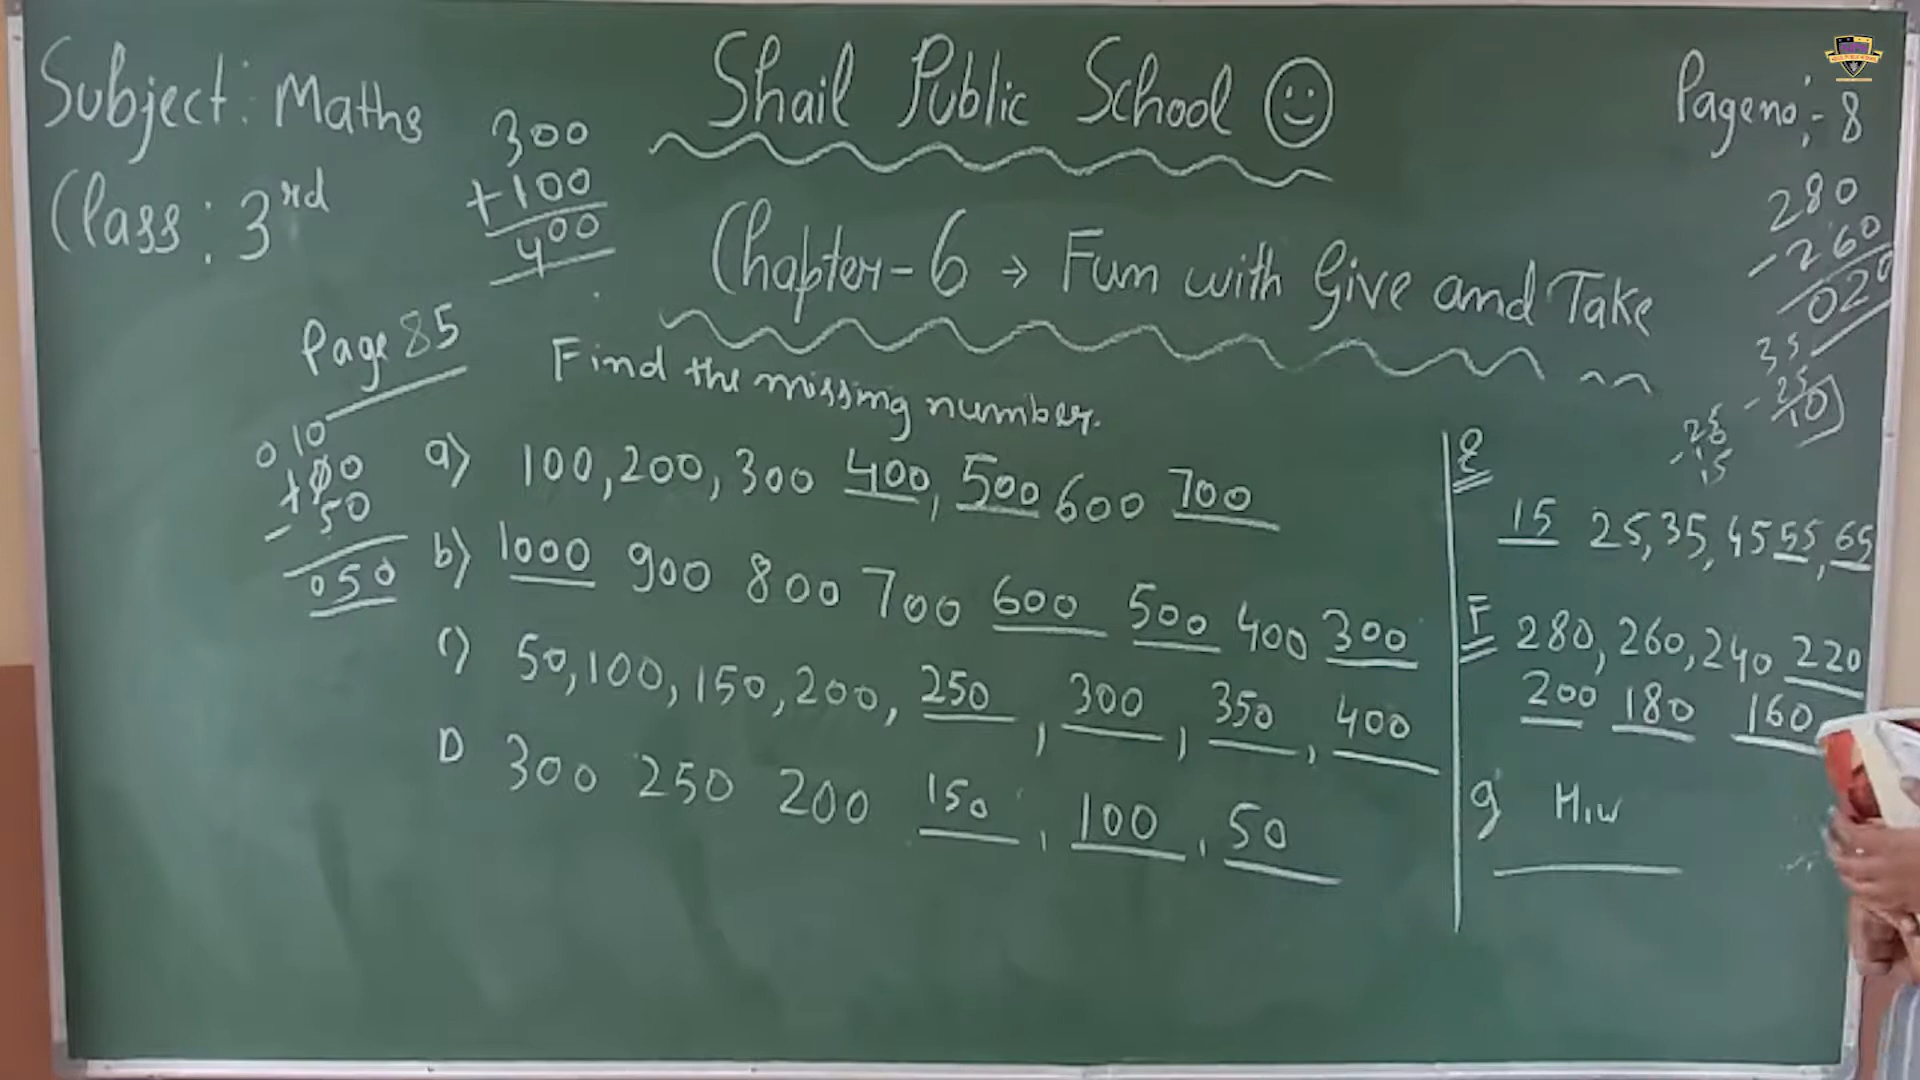 Subject: Maths
Class: 3rd
300
+100
400
Shail Public School
Page no:- 8
Chapter-6 → Fun with Give and Take
280
-260
020
35
-25
10
Page 85
Find the missing number.
0 10
100
- 50
050
a) 100, 200, 300 400, 500 600 700
b) 1000 900 800 700 600 500 400 300
c) 50, 100, 150, 200, 250, 300, 350, 400
D 300 250 200 150, 100, 50
15 25, 35, 45 55, 65
F 280, 260, 240 220
200 180 160
g H.W